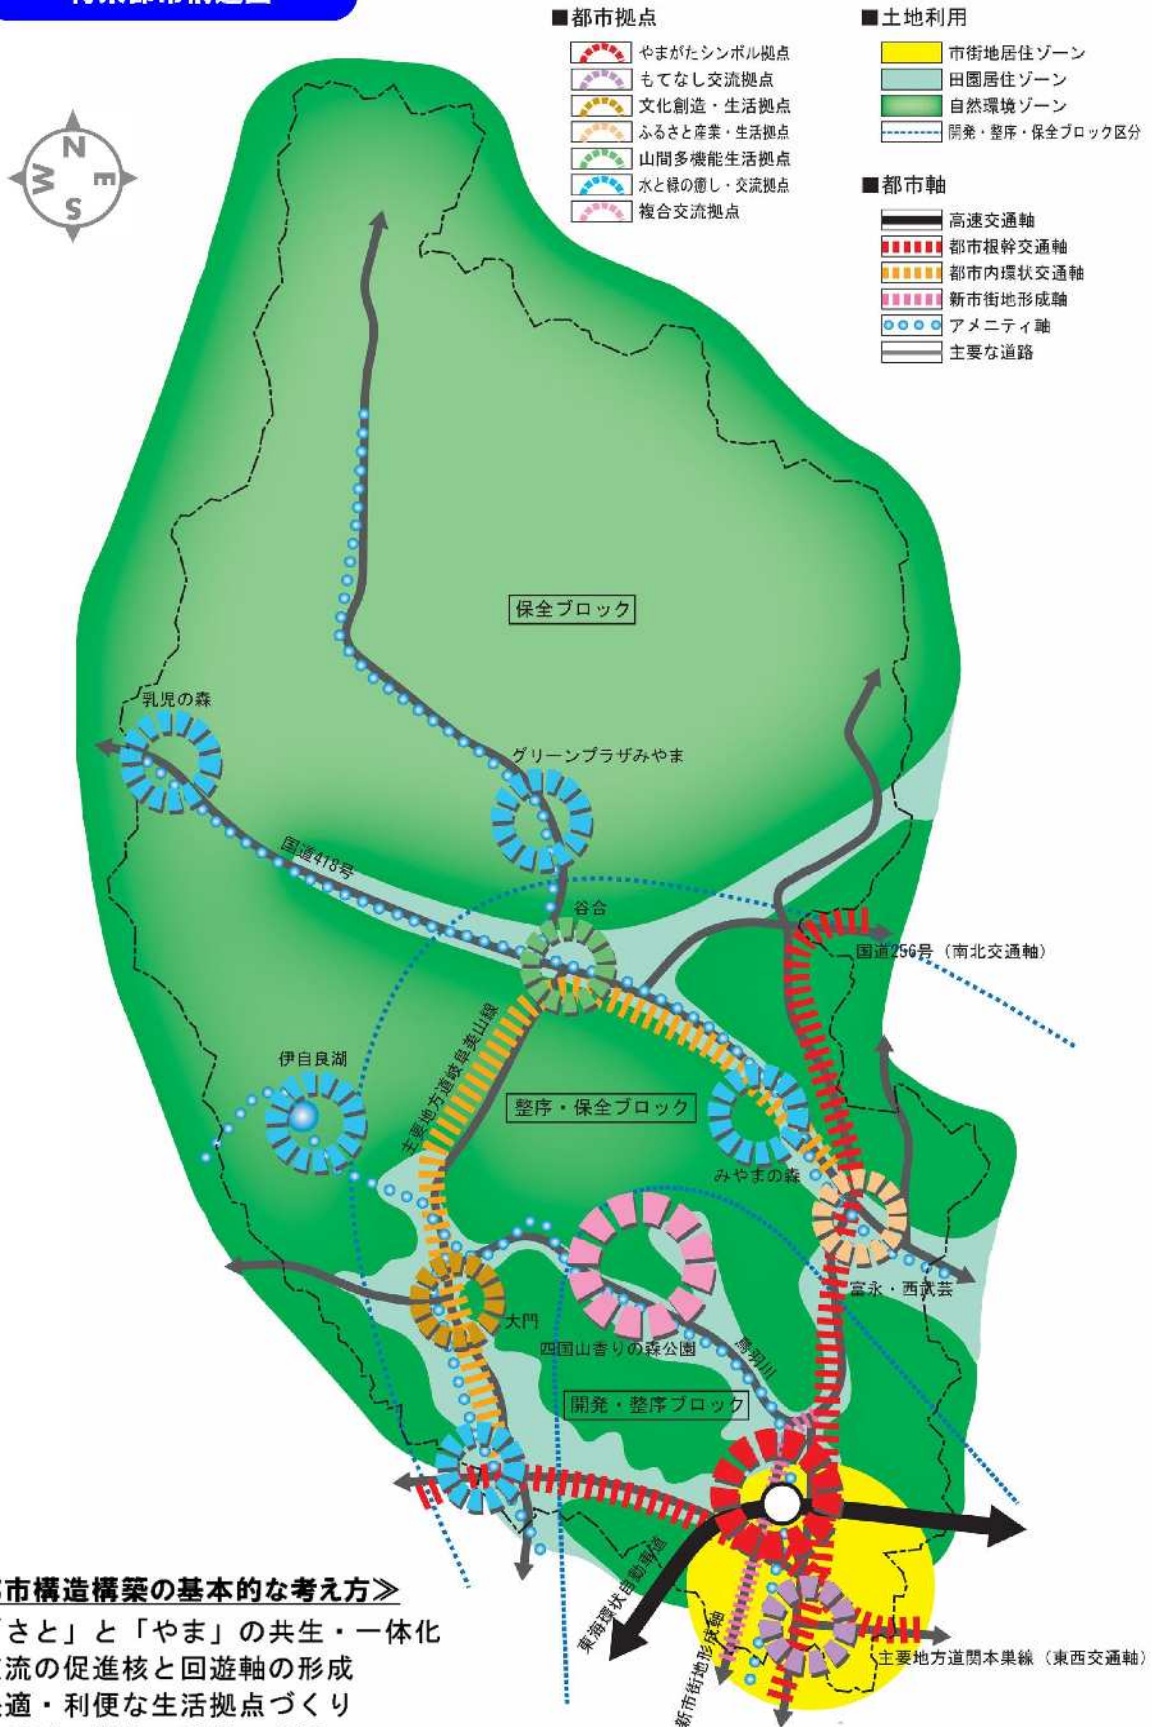 将来都市構造図
■都市拠点
やまがたシンボル拠点
もてなし交流拠点
文化創造・生活拠点
ふるさと産業・生活拠点
山間多機能生活拠点
水と緑の癒し・交流拠点
複合交流拠点
■土地利用
市街地居住ゾーン
田園居住ゾーン
自然環境ゾーン
開発・整序・保全ブロック区分
■都市軸
高速交通軸
都市根幹交通軸
都市内環状交通軸
新市街地形成軸
アメニティ軸
主要な道路
N
W
E
S
保全ブロック
乳児の森
グリーンプラザみやま
国道418号
谷合
国道256号（南北交通軸）
主要地方道岐阜美山線
伊自良湖
整序・保全ブロック
みやまの森
富永・西武芸
大門
四国山香りの森公園
鳥羽川
開発・整序ブロック
東海環状自動車道
新市街地形成軸
主要地方道関本巣線（東西交通軸）
市構造構築の基本的な考え方≫
「さと」と「やま」の共生・一体化
交流の促進核と回遊軸の形成
快適・利便な生活拠点づくり